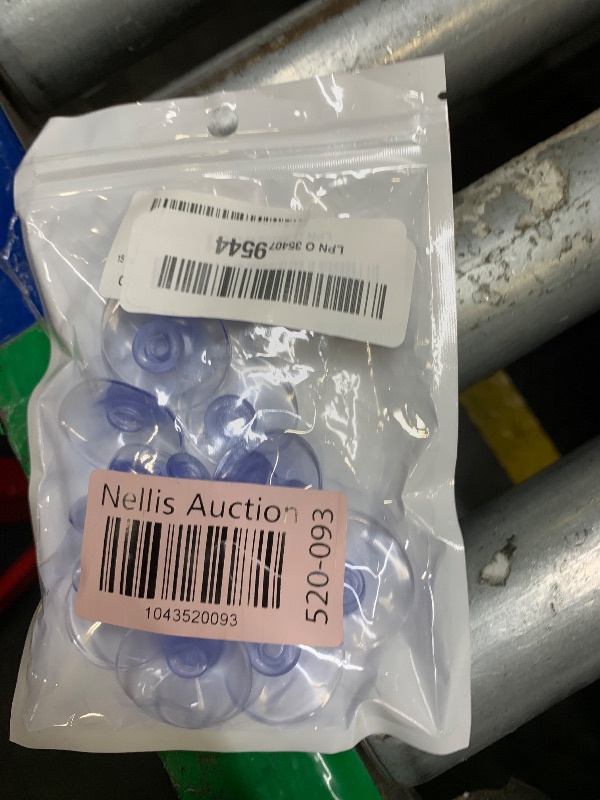 LPN O 35407 9544
Nellis Auction
1043520093
520-093